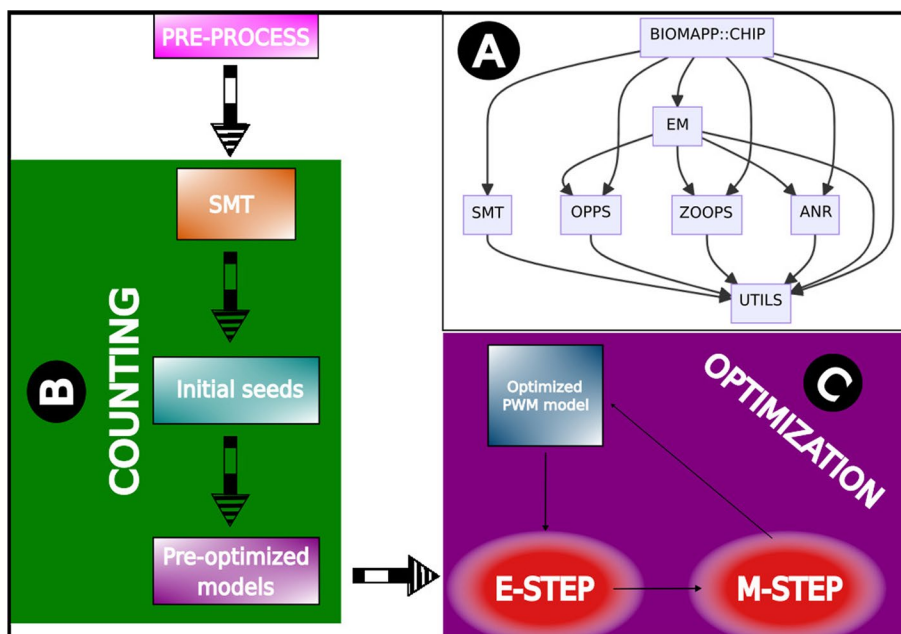 PRE-PROCESS
SMT
Initial seeds
Pre-optimized
models
COUNTING
B
A
BIOMAPP::CHIP
EM
SMT
OPPS
ZOOPS
ANR
UTILS
C
OPTIMIZATION
Optimized
PWM model
E-STEP
M-STEP